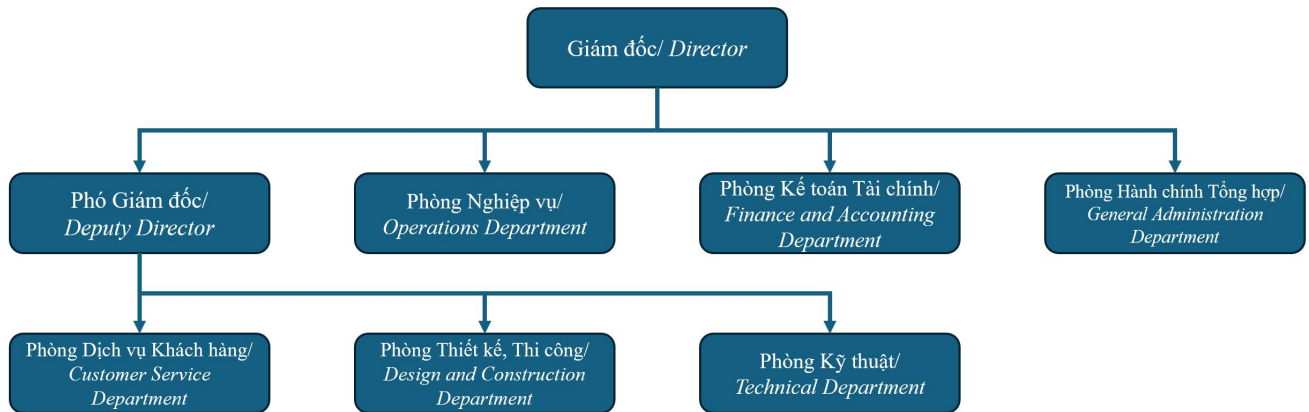 Giám đốc/ Director
Phó Giám đốc/
Deputy Director
Phòng Nghiệp vụ/
Operations Department
Phòng Kế toán Tài chính/
Finance and Accounting
Department
Phòng Hành chính Tổng hợp/
General Administration
Department
Phòng Dịch vụ Khách hàng/
Customer Service
Department
Phòng Thiết kế, Thi công/
Design and Construction
Department
Phòng Kỹ thuật/
Technical Department